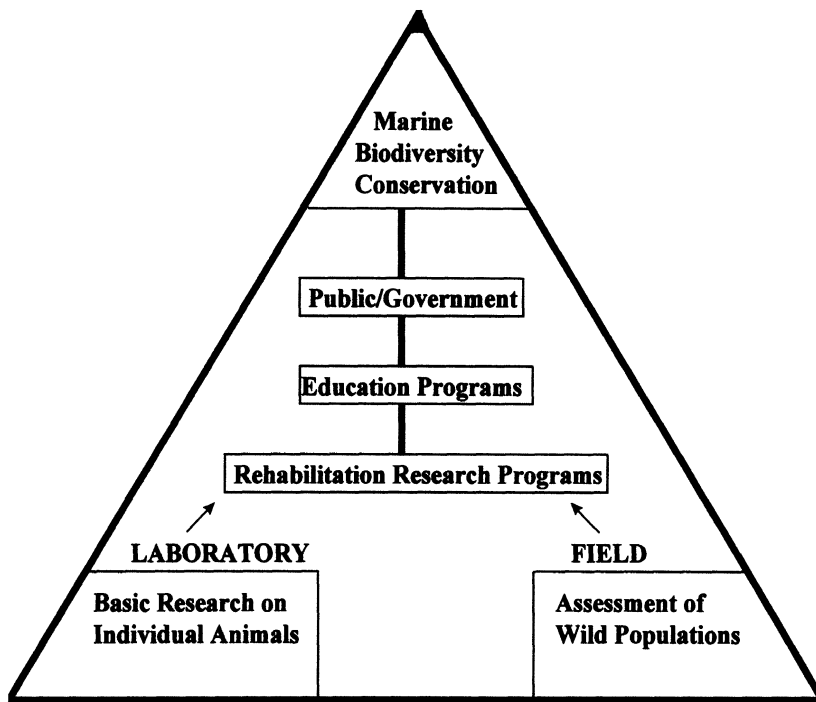 Marine
Biodiversity
Conservation
Public/Government
Education Programs
Rehabilitation Research Programs
LABORATORY
FIELD
Basic Research on
Individual Animals
Assessment of
Wild Populations